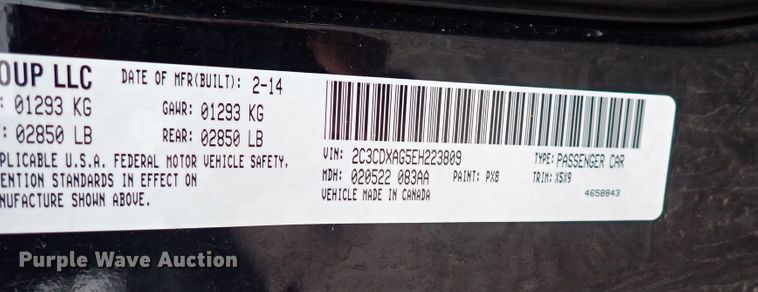 OUP LLC DATE OF MFR(BUILT): 2-14
01293 KG GAWR: 01293 KG
02850 LB REAR: 02850 LB
PLICABLE U.S.A. FEDERAL MOTOR VEHICLE SAFETY,
ENTION STANDARDS IN EFFECT ON
NUFACTURE SHOWN ABOVE.
VIN: 2C3CDXAG5EH223809 TYPE: PASSENGER CAR
MDH: 020522 083AA PAINT: PX8 TRIM: X5X9
VEHICLE MADE IN CANADA 4658843
Purple Wave Auction